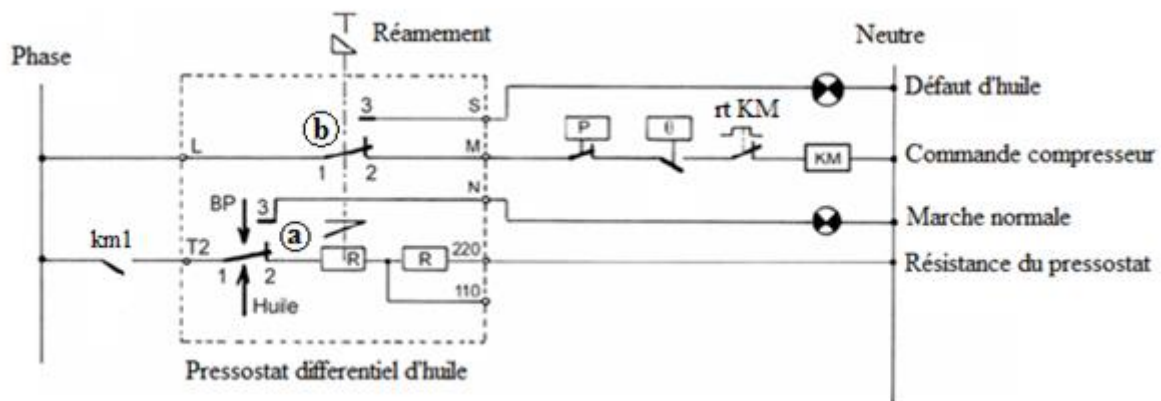 Réamement
Neutre
Phase
Défaut d'huile
3 S
b
rt KM
P θ
L M KM Commande compresseur
1 2
N
BP 3
Marche normale
a
km1
T2 R R 220 Résistance du pressostat
1 2
110
Huile
Pressostat differentiel d'huile